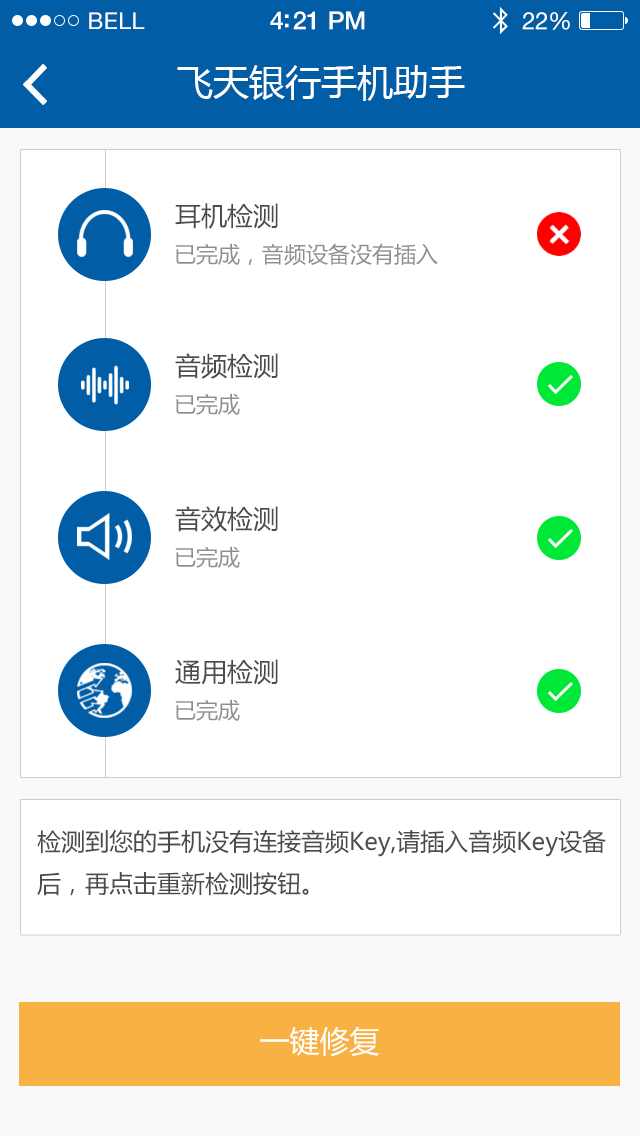 BELL 4:21 PM 22%
飞天银行手机助手
耳机检测
已完成，音频设备没有插入
音频检测
已完成
音效检测
已完成
通用检测
已完成
检测到您的手机没有连接音频Key,请插入音频Key设备
后，再点击重新检测按钮。
一键修复